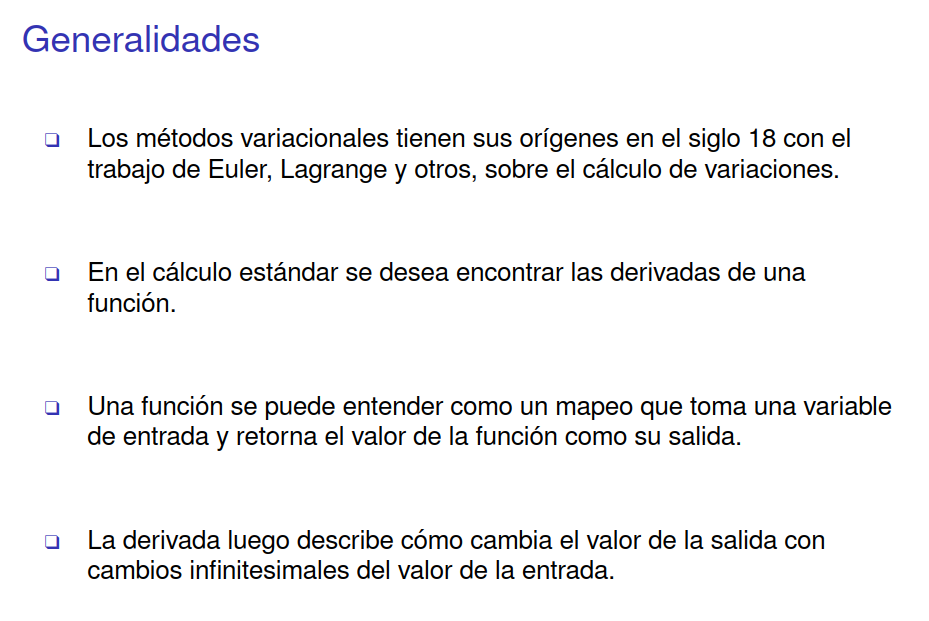 Generalidades
Los métodos variacionales tienen sus orígenes en el siglo 18 con el
trabajo de Euler, Lagrange y otros, sobre el cálculo de variaciones.
En el cálculo estándar se desea encontrar las derivadas de una
función.
Una función se puede entender como un mapeo que toma una variable
de entrada y retorna el valor de la función como su salida.
La derivada luego describe cómo cambia el valor de la salida con
cambios infinitesimales del valor de la entrada.